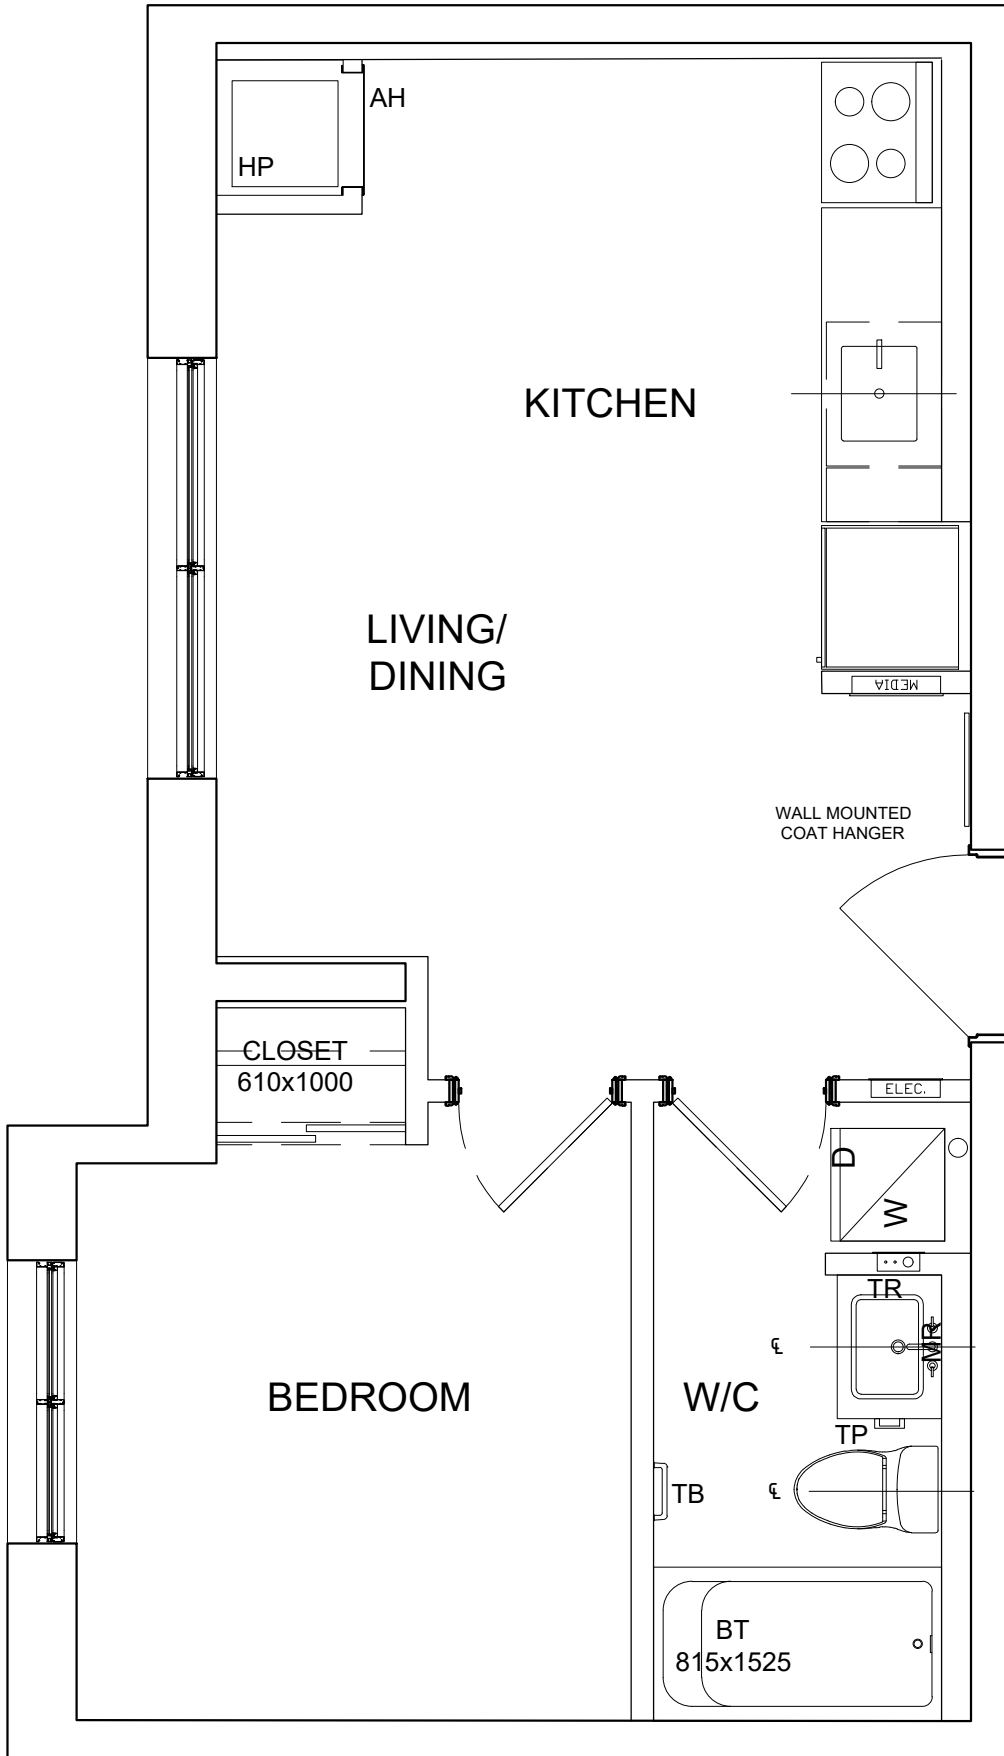 AH
HP
KITCHEN
LIVING/
DINING
MEDIA
WALL MOUNTED
COAT HANGER
CLOSET
610x1000
ELEC.
D
W
TR
MR
℄
BEDROOM
W/C
TP
℄
TB
BT
815x1525